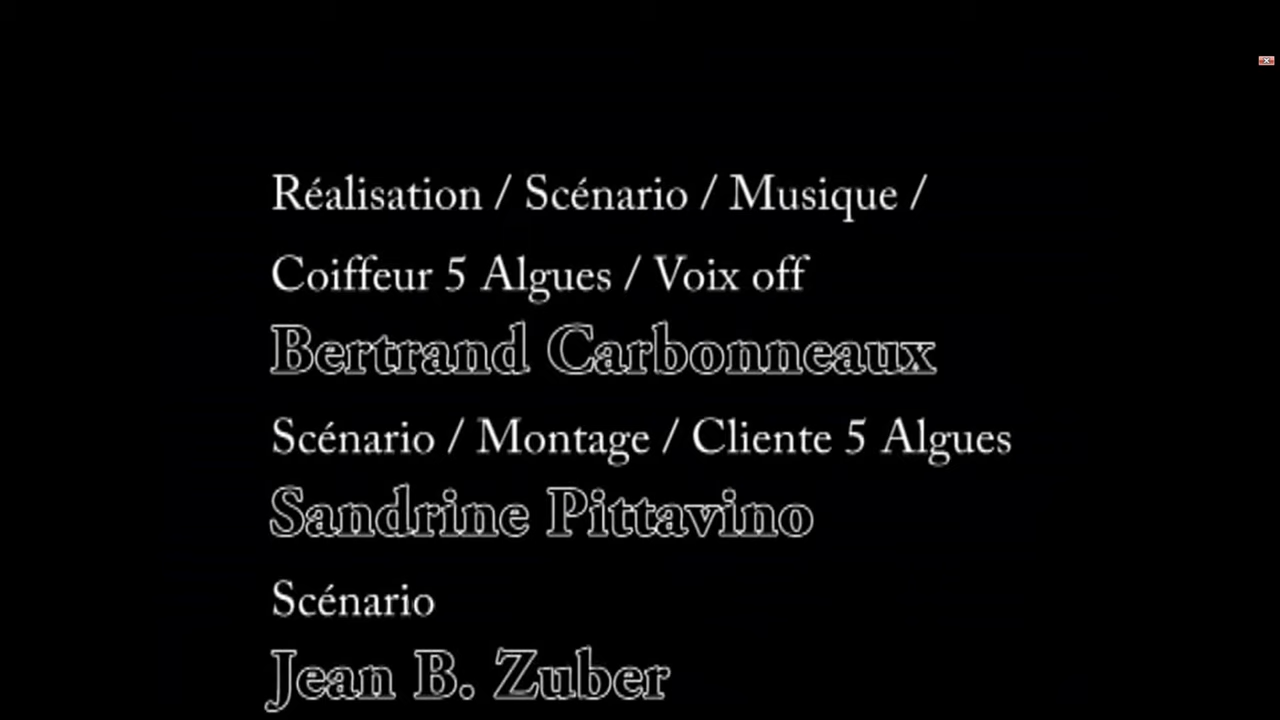 Réalisation / Scénario / Musique /
Coiffeur 5 Algues / Voix off
Bertrand Carbonneaux
Scénario / Montage / Cliente 5 Algues
Sandrine Pittavino
Scénario
Jean B. Zuber